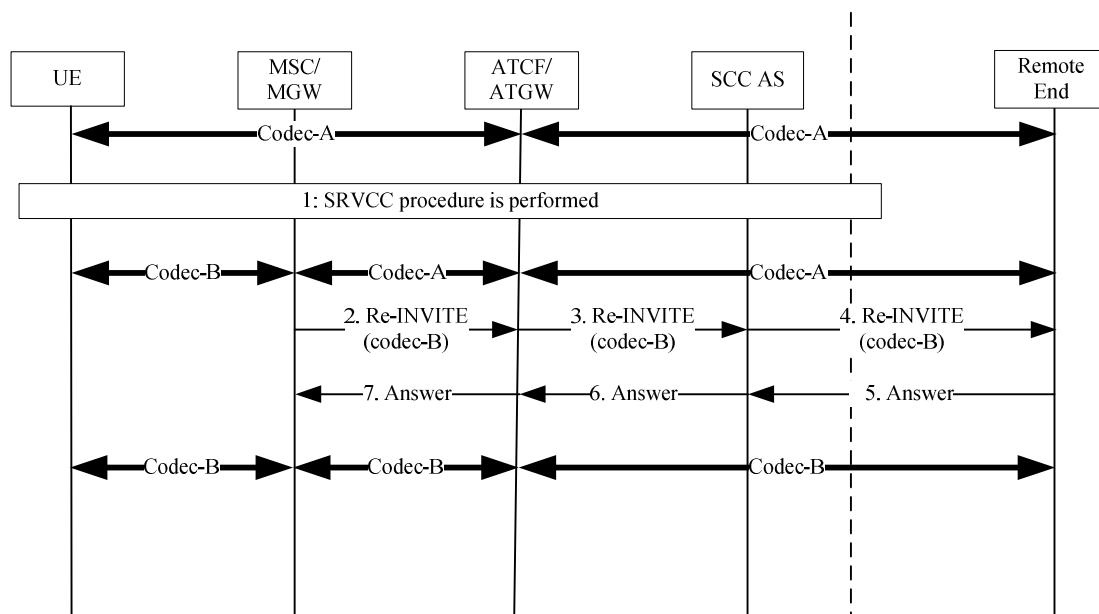 UE
MSC/
MGW
ATCF/
ATGW
SCC AS
Remote
End
Codec-A
Codec-A
1: SRVCC procedure is performed
Codec-B
Codec-A
Codec-A
2. Re-INVITE
(codec-B)
3. Re-INVITE
(codec-B)
4. Re-INVITE
(codec-B)
7. Answer
6. Answer
5. Answer
Codec-B
Codec-B
Codec-B